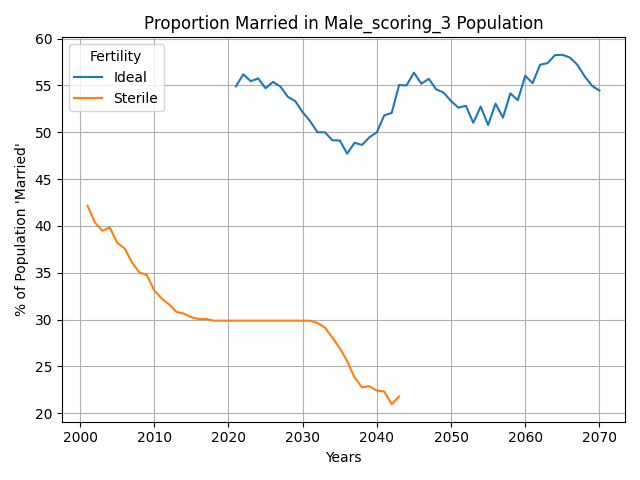 Proportion Married in Male_scoring_3 Population
Fertility
Ideal
Sterile
% of Population 'Married'
60
55
50
45
40
35
30
25
20
2000 2010 2020 2030 2040 2050 2060 2070
Years